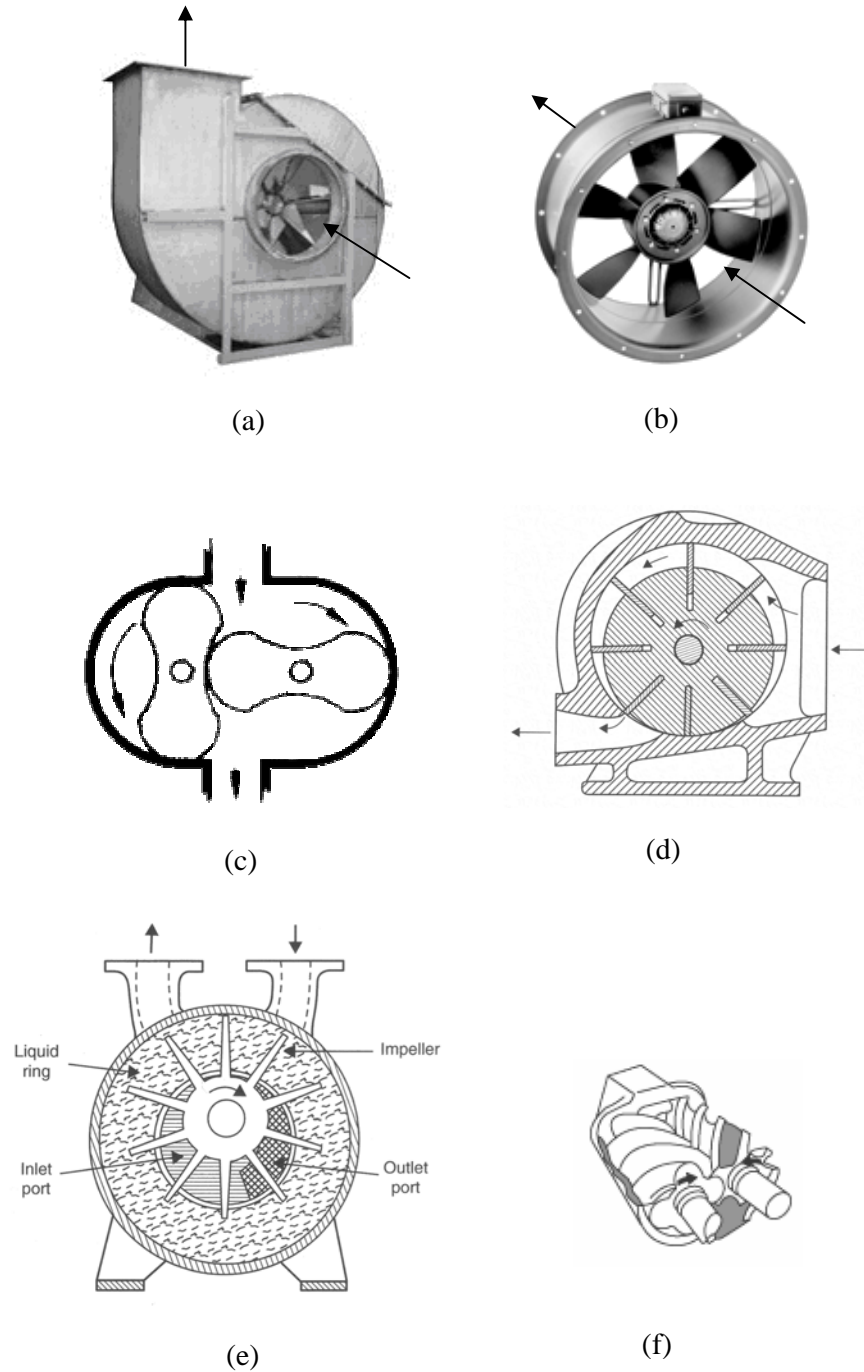 (a)
(b)
(c)
(d)
Liquid
ring
Impeller
Inlet
port
Outlet
port
(e)
(f)